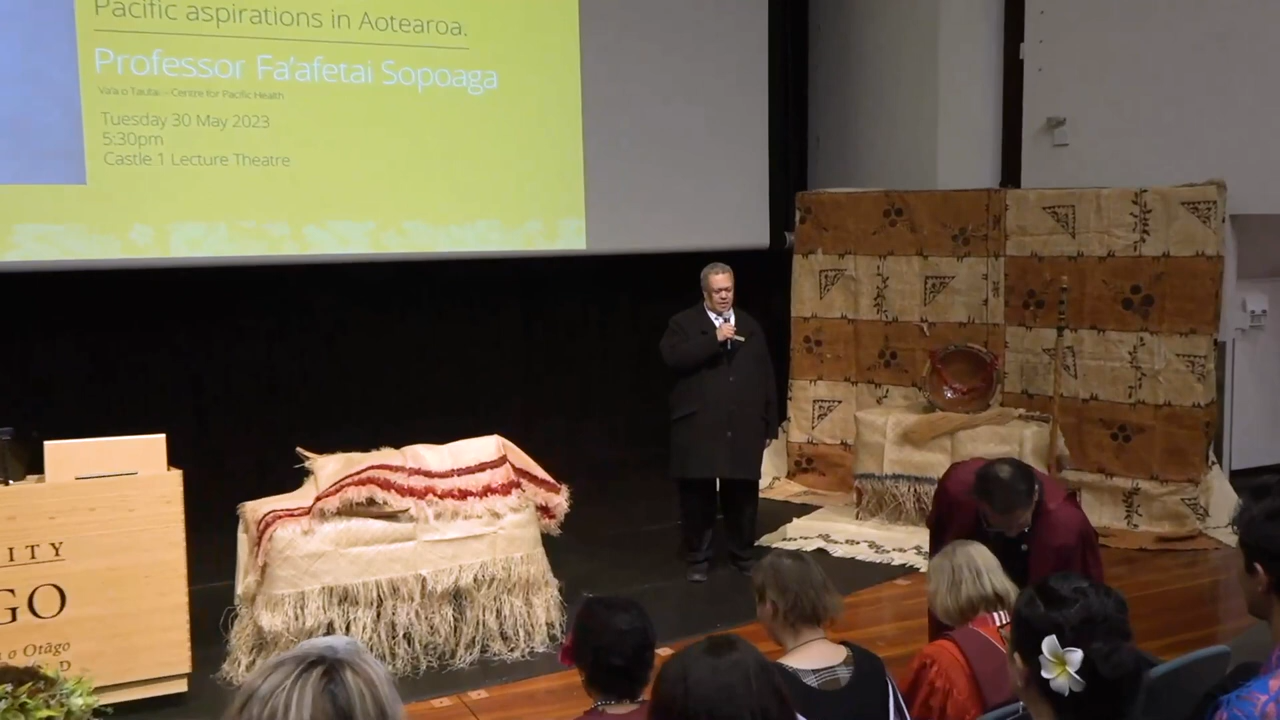 Pacific aspirations in Aotearoa.
Professor Fa'afetai Sopoaga
Va'a o Tautai – Centre for Pacific Health
Tuesday 30 May 2023
5:30pm
Castle 1 Lecture Theatre
ITY
GO
o Otāgo